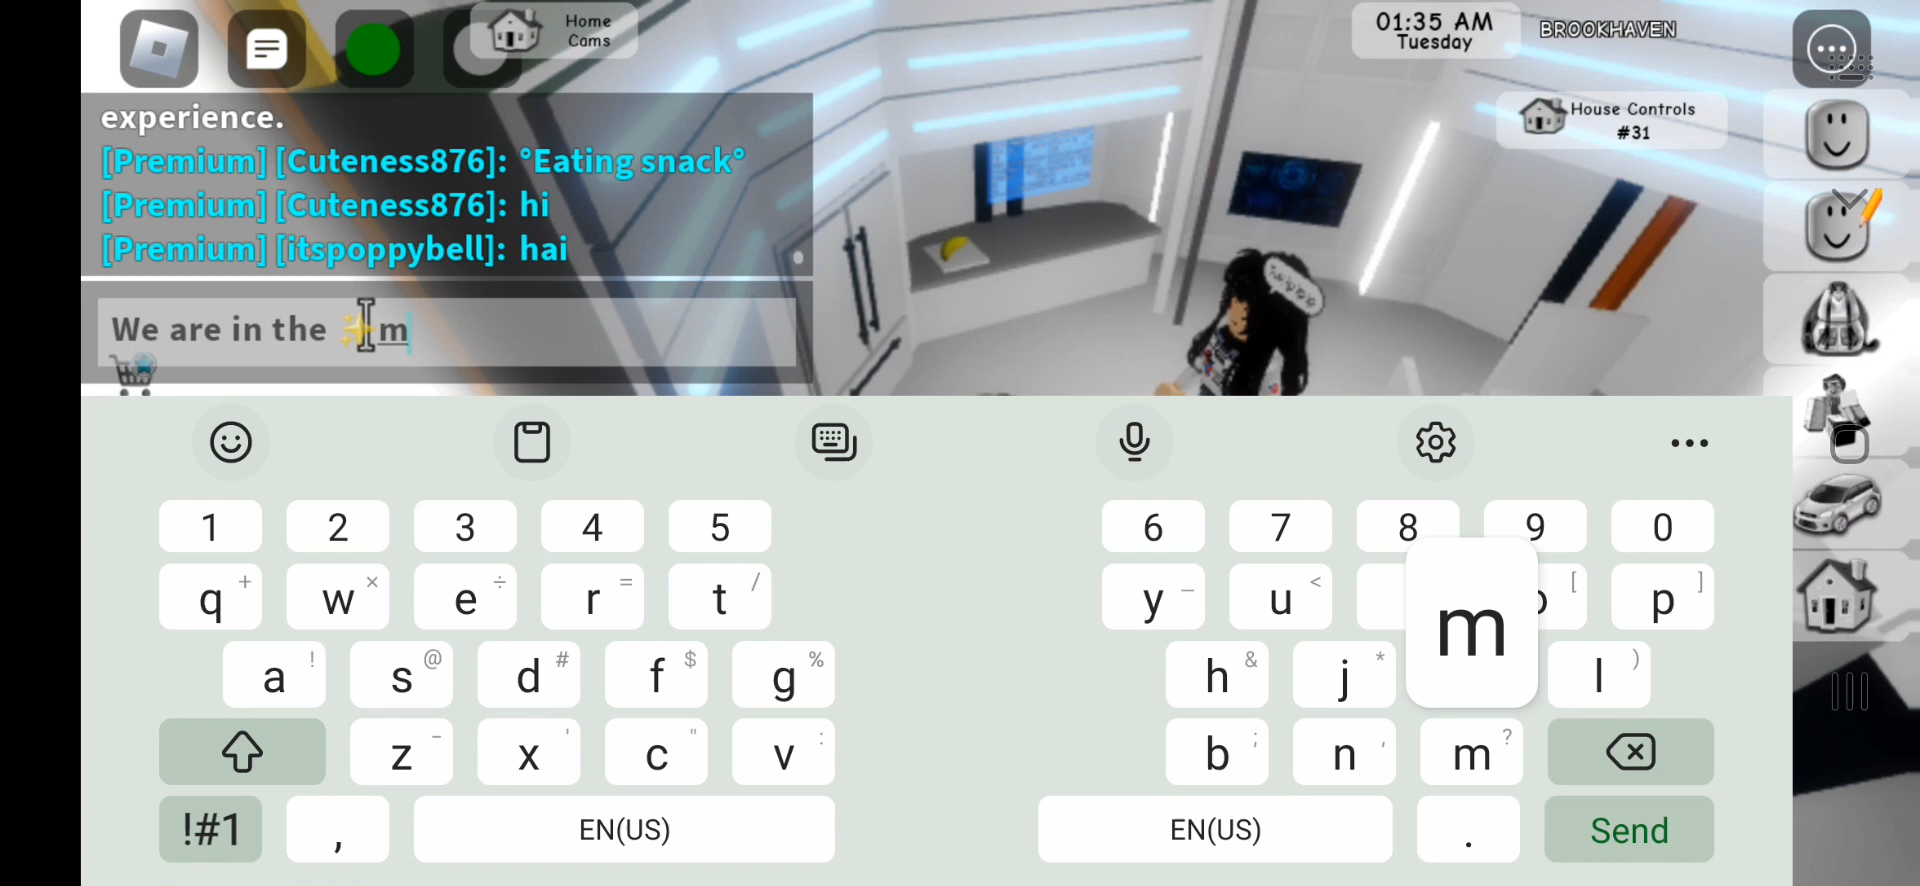 Home
Cams
01:35 AM
Tuesday
BROOKHAVEN
experience.
[Premium] [Cuteness876]: °Eating snack°
[Premium] [Cuteness876]: hi
[Premium] [itspoppybell]: hai
House Controls
#31
We are in the ✨m
1 2 3 4 5 6 7 8 9 0
q + w × e ÷ r = t / y – u < m [ p ]
a ! s @ d # f $ g % h & j * l )
z - x ' c " v : b ; n , m ?
!#1 , EN(US) EN(US) . Send